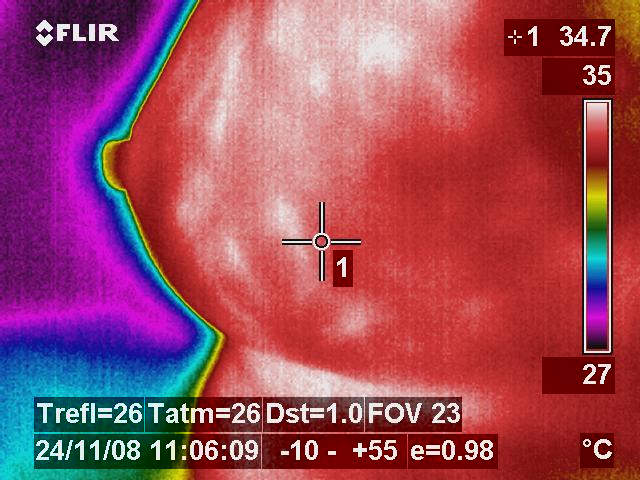 FLIR
1 34.7
35
1
27
Trefl=26 Tatm=26 Dst=1.0 FOV 23
24/11/08 11:06:09 -10 - +55 e=0.98 °C